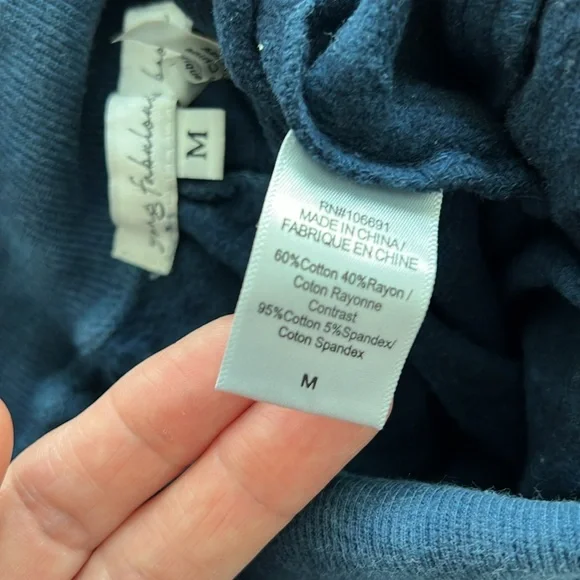 M
RN#106691
MADE IN CHINA/
FABRIQUE EN CHINE
60%Cotton 40%Rayon /
Coton Rayonne
Contrast
95%Cotton 5%Spandex/
Coton Spandex
M